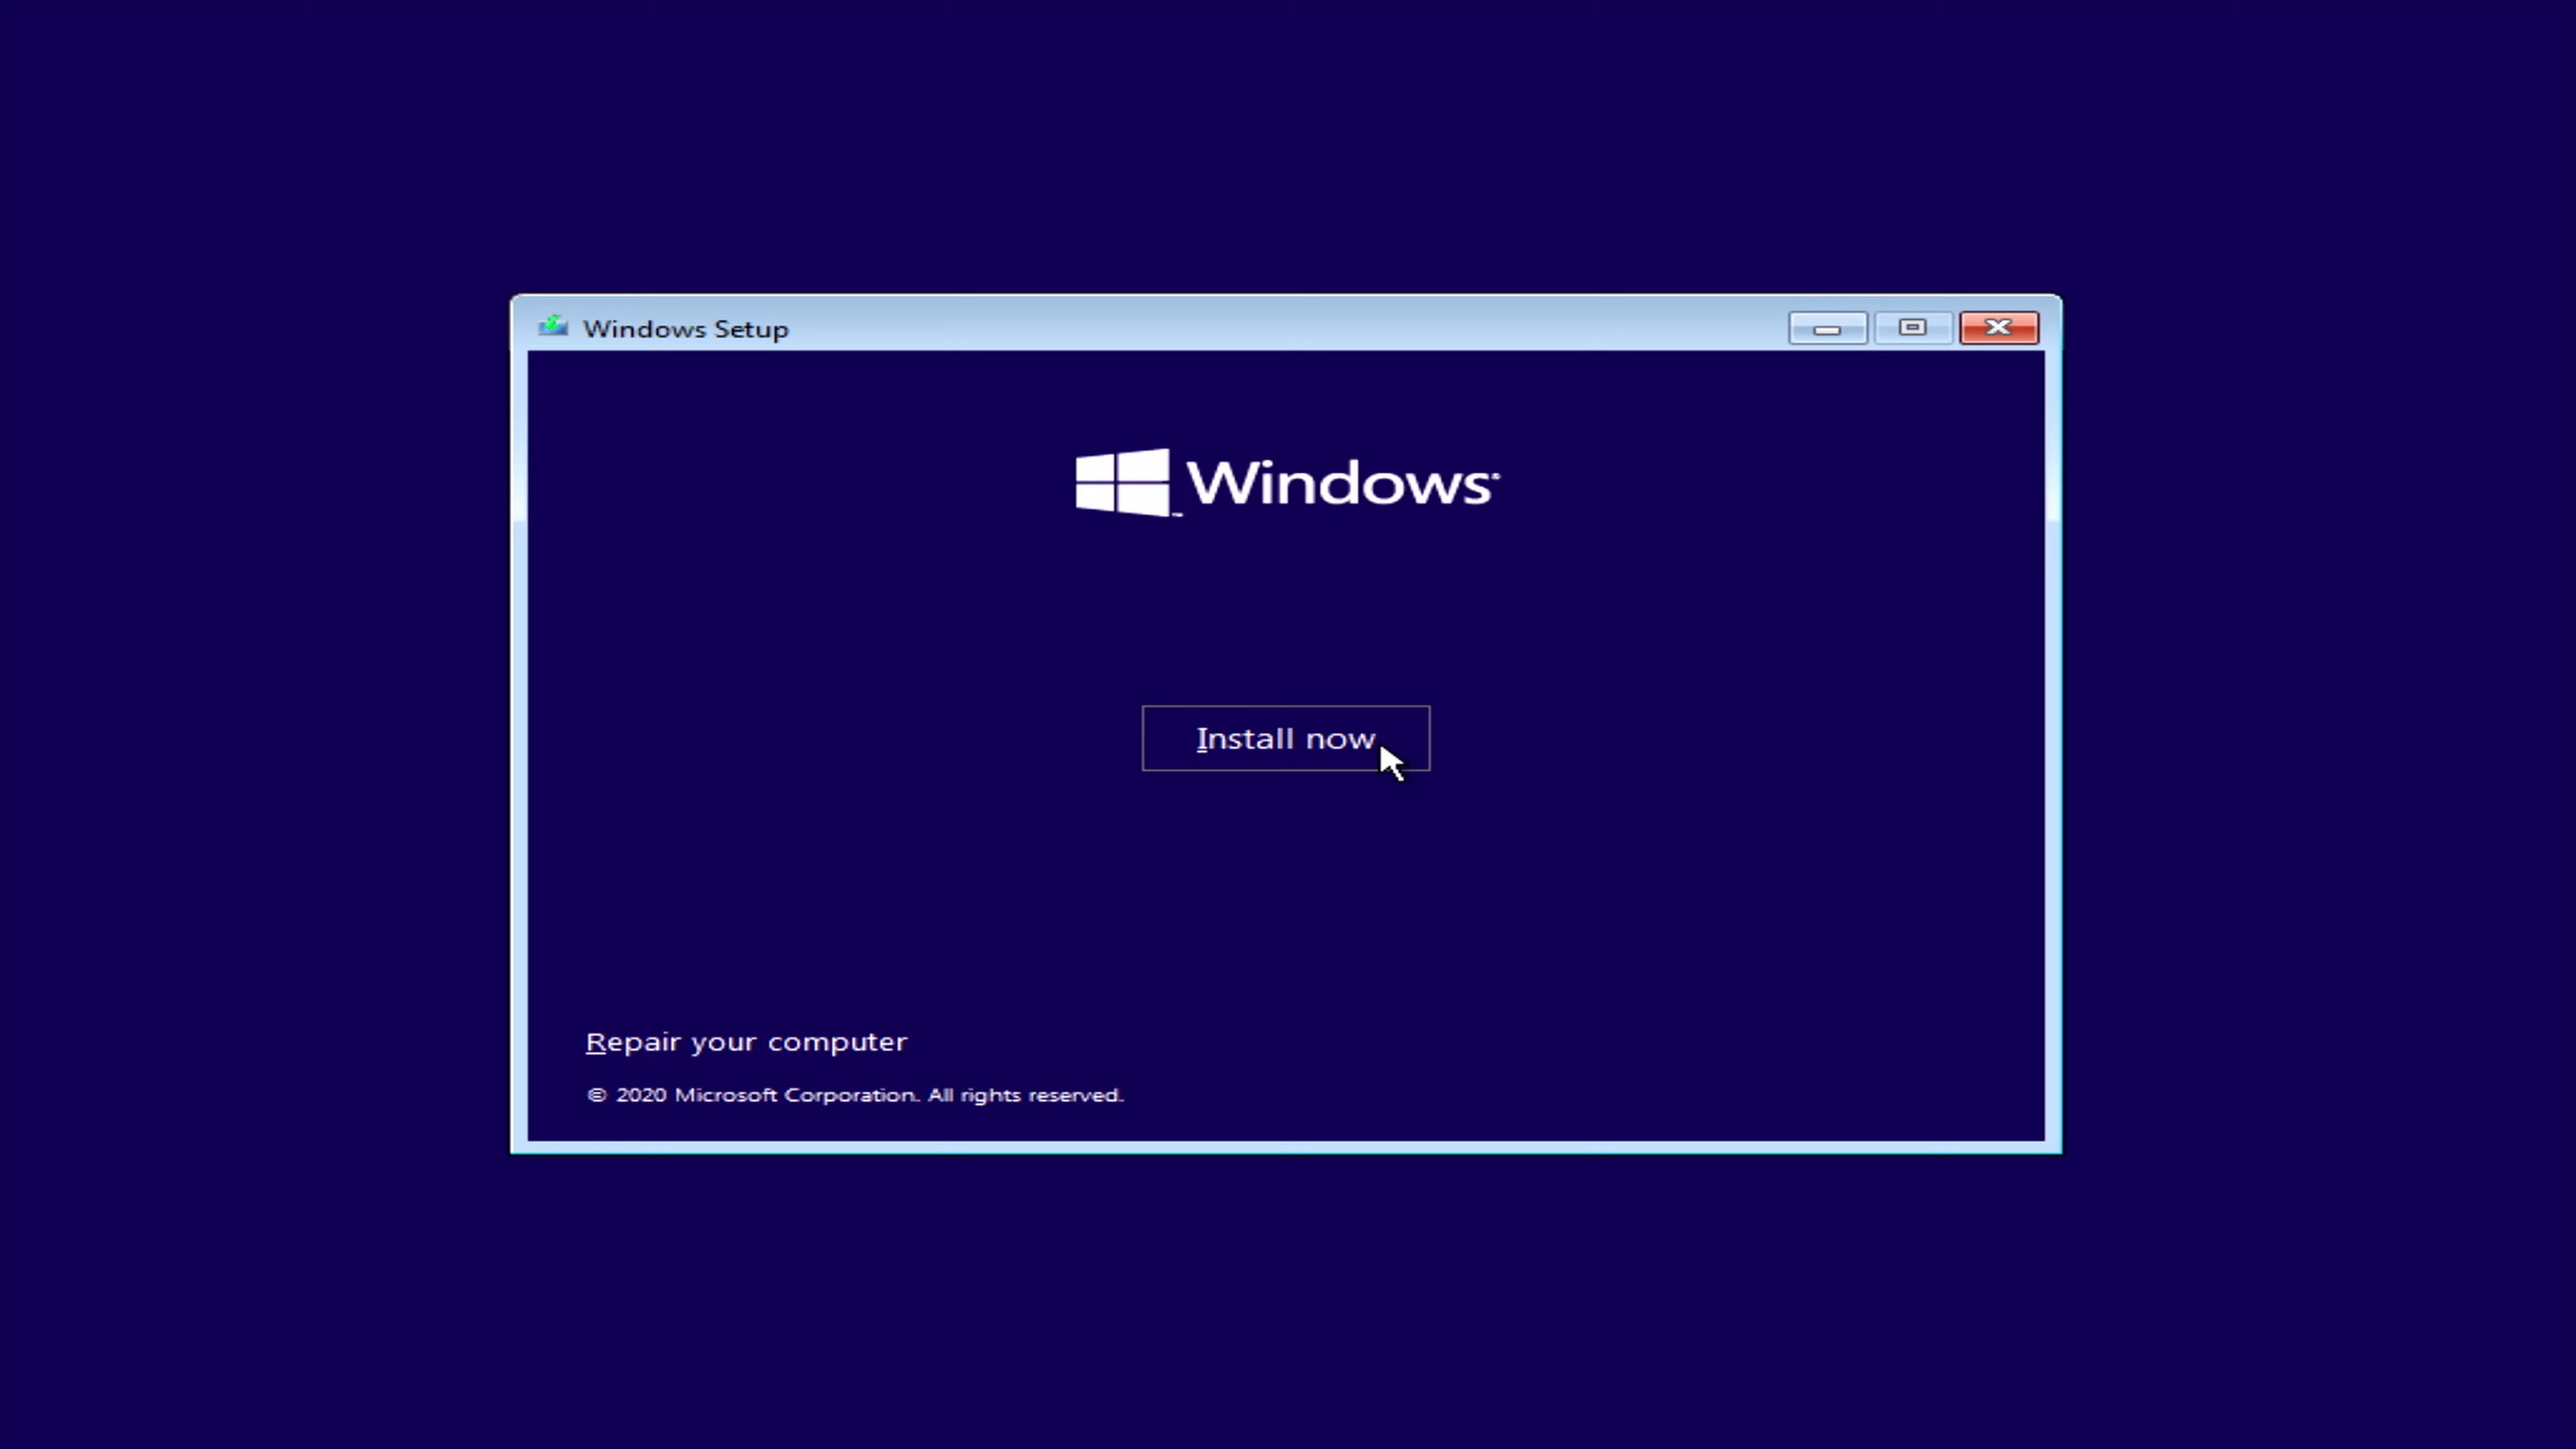 Windows Setup
Windows
Install now
Repair your computer
© 2020 Microsoft Corporation. All rights reserved.